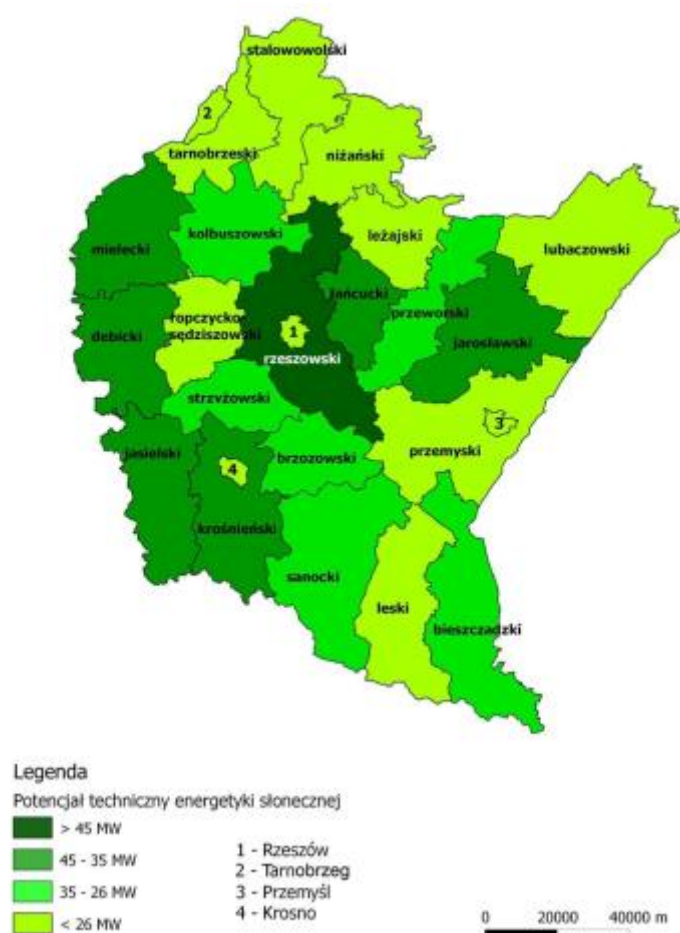 stalowowolski
2
tarnobrzeski
niżański
kolbuszowski
leżajski
lubaczowski
mielecki
łańcucki
ropczycko-
sędziszowski
przeworski
dębicki
1
jarosławski
rzeszowski
strzyżowski
3
jasielski
brzozowski
przemyski
4
krośnieński
sanocki
leski
bieszczadzki
Legenda
Potencjał techniczny energetyki słonecznej
> 45 MW
45 - 35 MW
35 - 26 MW
< 26 MW
1 - Rzeszów
2 - Tarnobrzeg
3 - Przemyśl
4 - Krosno
0 20000 40000 m